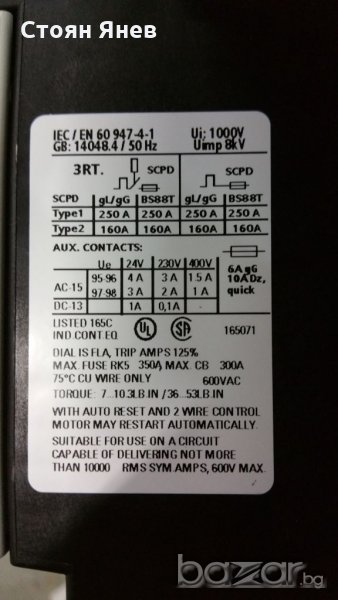 Стоян Янев
IEC / EN 60 947-4-1 Ui: 1000V
GB: 14048.4 / 50 Hz Uimp 8kV
3RT. SCPD SCPD
SCPD gL/gG BS88T gL/gG BS88T
Type1 250 A 250 A 250 A 250 A
Type2 160A 160A 160A 160A
AUX. CONTACTS:
Ue 24V 230V 400V
AC-15 95-96 4 A 3 A 1.5 A
97-98 3 A 2 A 1 A
DC-13 1A 0,1A
6A gG
10A Dz,
quick
LISTED 165C
IND.CONT.EQ. UL SA 165071
DIAL IS FLA, TRIP AMPS 125%
MAX. FUSE RK5 350A, MAX. CB 300A
75°C CU WIRE ONLY 600VAC
TORQUE: 7...10.3LB.IN /36...53LB.IN
WITH AUTO RESET AND 2 WIRE CONTROL
MOTOR MAY RESTART AUTOMATICALLY.
SUITABLE FOR USE ON A CIRCUIT
CAPABLE OF DELIVERING NOT MORE
THAN 10000 RMS SYM AMPS, 600V MAX.
bazar.bg